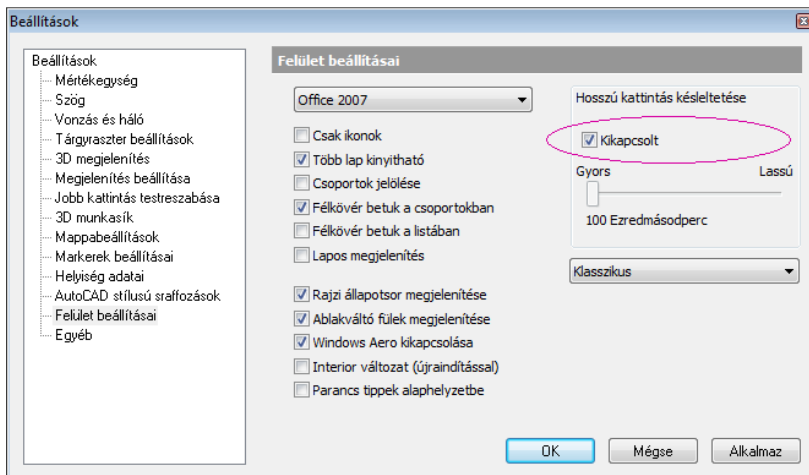 Beállítások
Beállítások
Mértékegység
Szög
Vonzás és háló
Tárgyraszter beállítások
3D megjelenítés
Megjelenítés beállítása
Jobb kattintás testreszabása
3D munkasík
Mappabeállítások
Markerek beállításai
Helyiség adatai
AutoCAD stílusú sraffozások
Felület beállításai
Egyéb
Felület beállításai
Office 2007
Csak ikonok
Több lap kinyitható
Csoportok jelölése
Félkövér betuk a csoportokban
Félkövér betuk a listában
Lapos megjelenítés
Rajzi állapotsor megjelenítése
Ablakváltó fülek megjelenítése
Windows Aero kikapcsolása
Interior változat (újraindítással)
Parancs tippek alaphelyzetbe
Hosszú kattintás késleltetése
Kikapcsolt
Gyors Lassú
100 Ezredmásodperc
Klasszikus
OK Mégse Alkalmaz